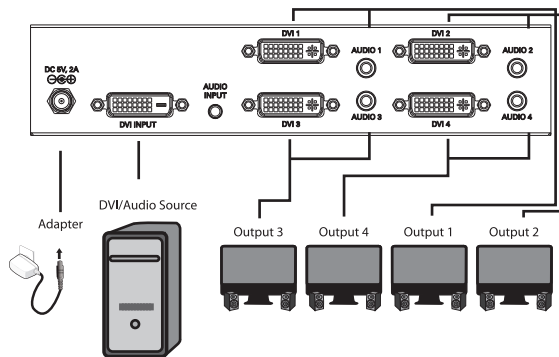 DVI 1
DVI 2
AUDIO 1
AUDIO 2
DC 5V, 2A
AUDIO
INPUT
DVI INPUT
DVI 3
AUDIO 3
DVI 4
AUDIO 4
Adapter
DVI/Audio Source
Output 3
Output 4
Output 1
Output 2